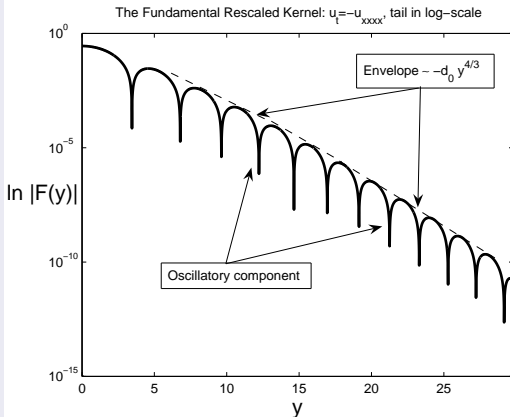 The Fundamental Rescaled Kernel: u_t=−u_xxxx, tail in log−scale
10^0
Envelope ~ −d_0 y^4/3
10^−5
ln |F(y)|
10^−10
Oscillatory component
10^−15
0 5 10 15 20 25
y